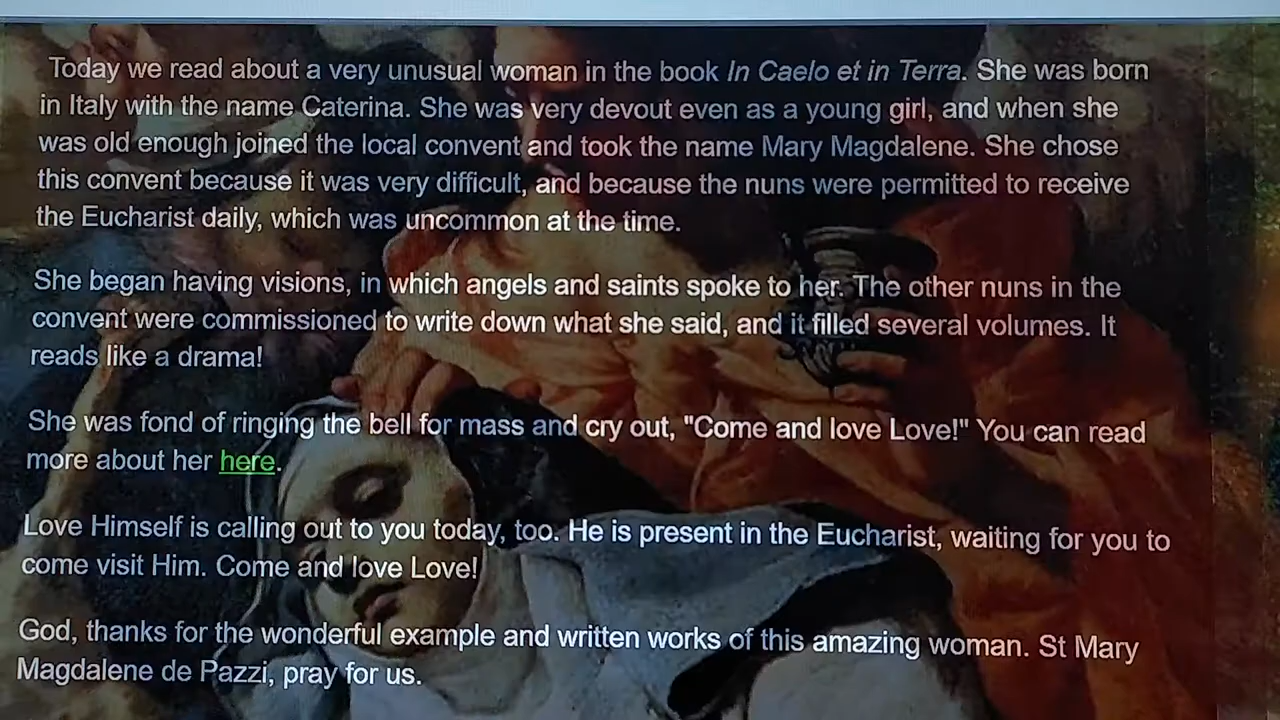 Today we read about a very unusual woman in the book In Caelo et in Terra. She was born
in Italy with the name Caterina. She was very devout even as a young girl, and when she
was old enough joined the local convent and took the name Mary Magdalene. She chose
this convent because it was very difficult, and because the nuns were permitted to receive
the Eucharist daily, which was uncommon at the time.
She began having visions, in which angels and saints spoke to her. The other nuns in the
convent were commissioned to write down what she said, and it filled several volumes. It
reads like a drama!
She was fond of ringing the bell for mass and cry out, "Come and love Love!" You can read
more about her here.
Love Himself is calling out to you today, too. He is present in the Eucharist, waiting for you to
come visit Him. Come and love Love!
God, thanks for the wonderful example and written works of this amazing woman. St Mary
Magdalene de Pazzi, pray for us.